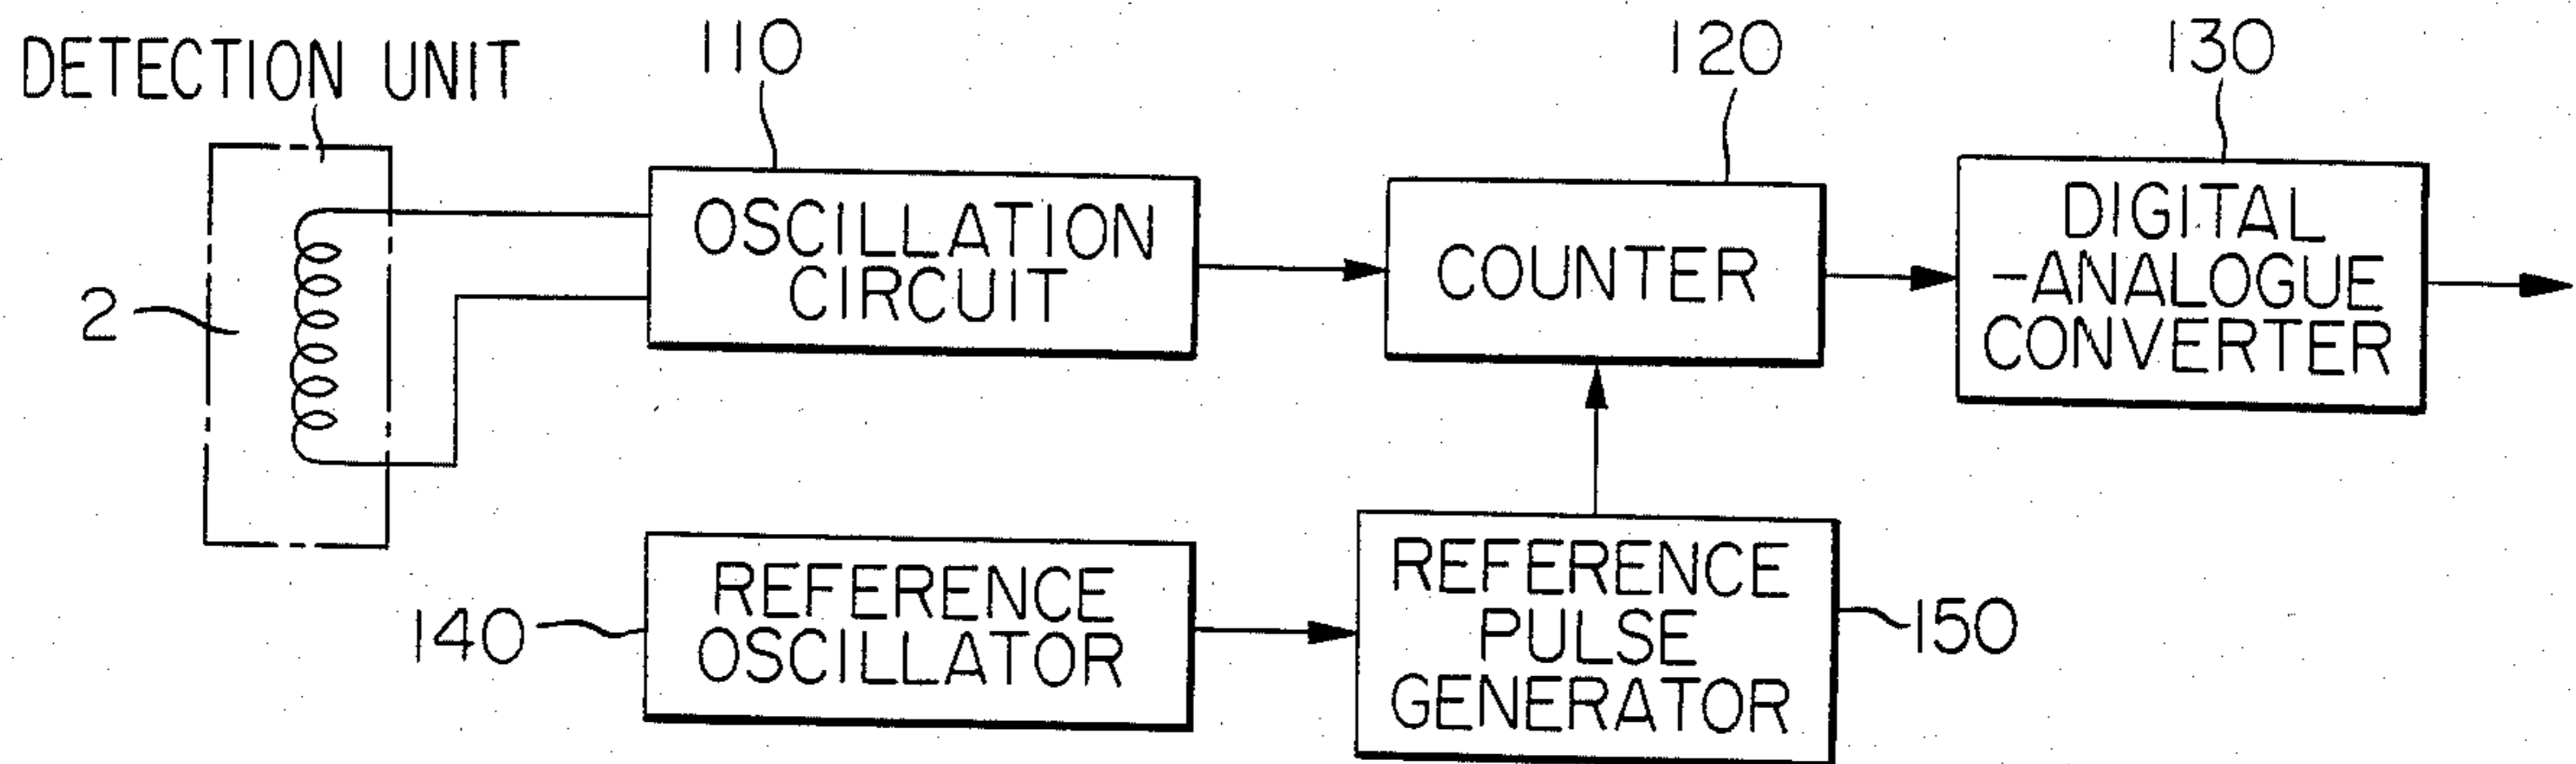 DETECTION UNIT
110
120
130
2
OSCILLATION
CIRCUIT
COUNTER
DIGITAL
-ANALOGUE
CONVERTER
140
REFERENCE
OSCILLATOR
REFERENCE
PULSE
GENERATOR
150